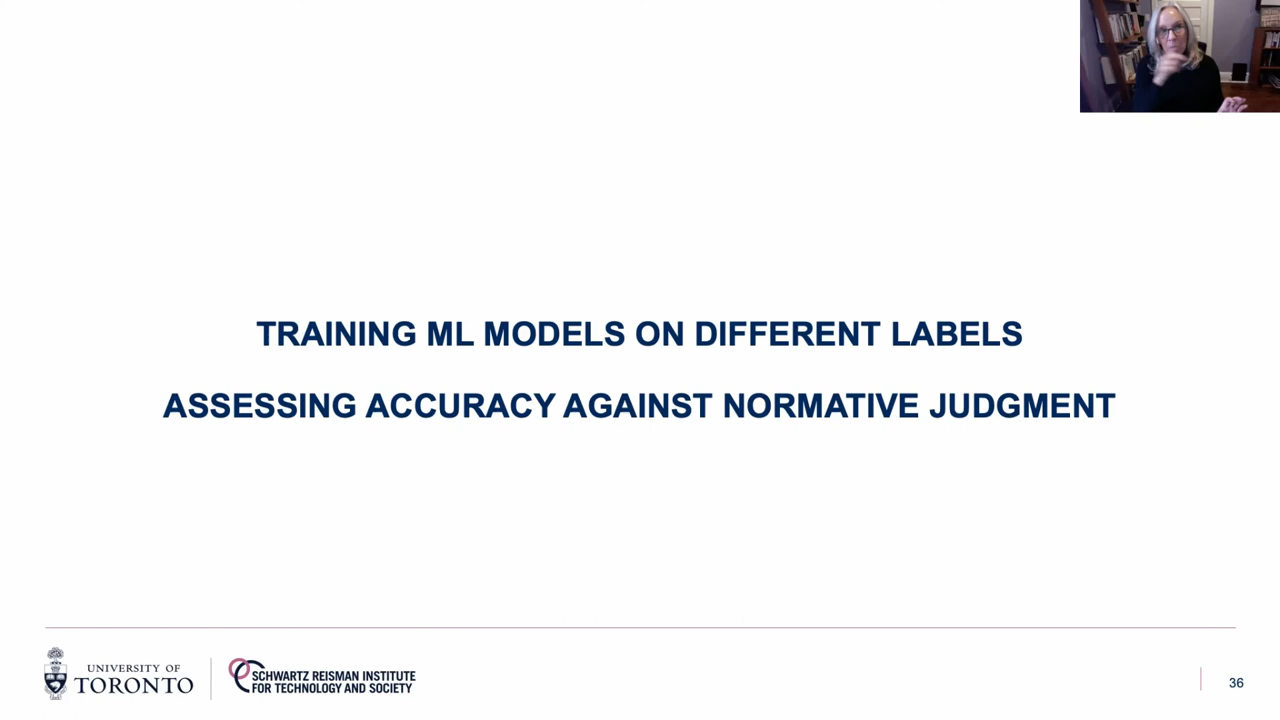 TRAINING ML MODELS ON DIFFERENT LABELS
ASSESSING ACCURACY AGAINST NORMATIVE JUDGMENT
UNIVERSITY OF
TORONTO
SCHWARTZ REISMAN INSTITUTE
FOR TECHNOLOGY AND SOCIETY
36